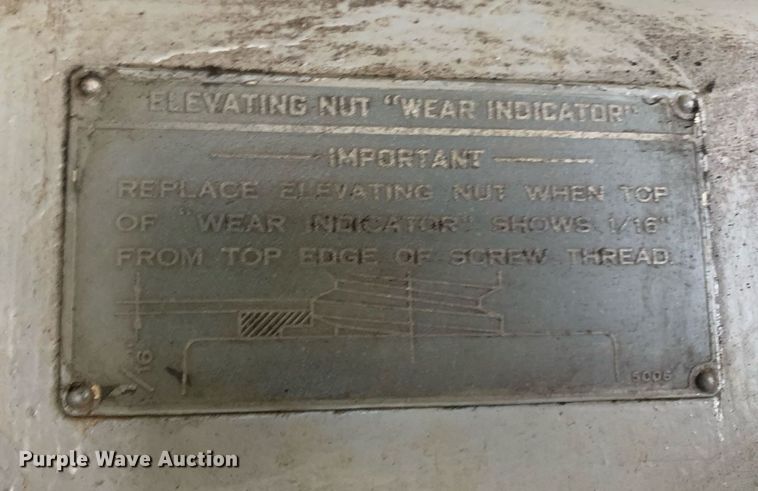 ELEVATING NUT "WEAR INDICATOR"
IMPORTANT
REPLACE ELEVATING NUT WHEN TOP
OF "WEAR INDICATOR" SHOWS 1/16"
FROM TOP EDGE OF SCREW THREAD.
1/16"
5006
Purple Wave Auction